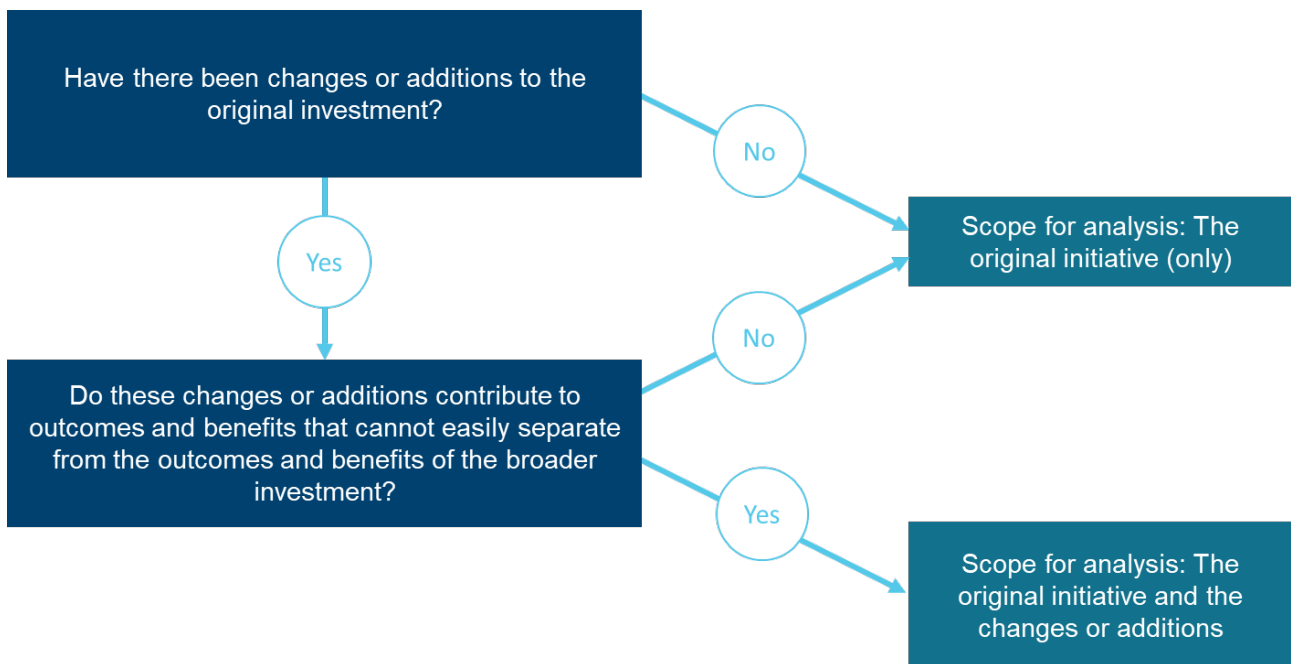 Have there been changes or additions to the
original investment?
No
Scope for analysis: The
original initiative (only)
Yes
No
Do these changes or additions contribute to
outcomes and benefits that cannot easily separate
from the outcomes and benefits of the broader
investment?
Yes
Scope for analysis: The
original initiative and the
changes or additions